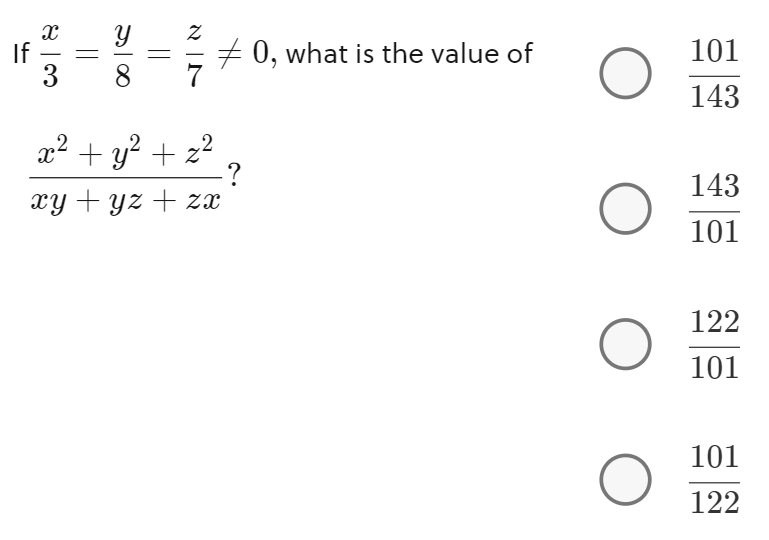 If x/3 = y/8 = z/7 ≠ 0, what is the value of
(x² + y² + z²)/(xy + yz + zx)?
101/143
143/101
122/101
101/122